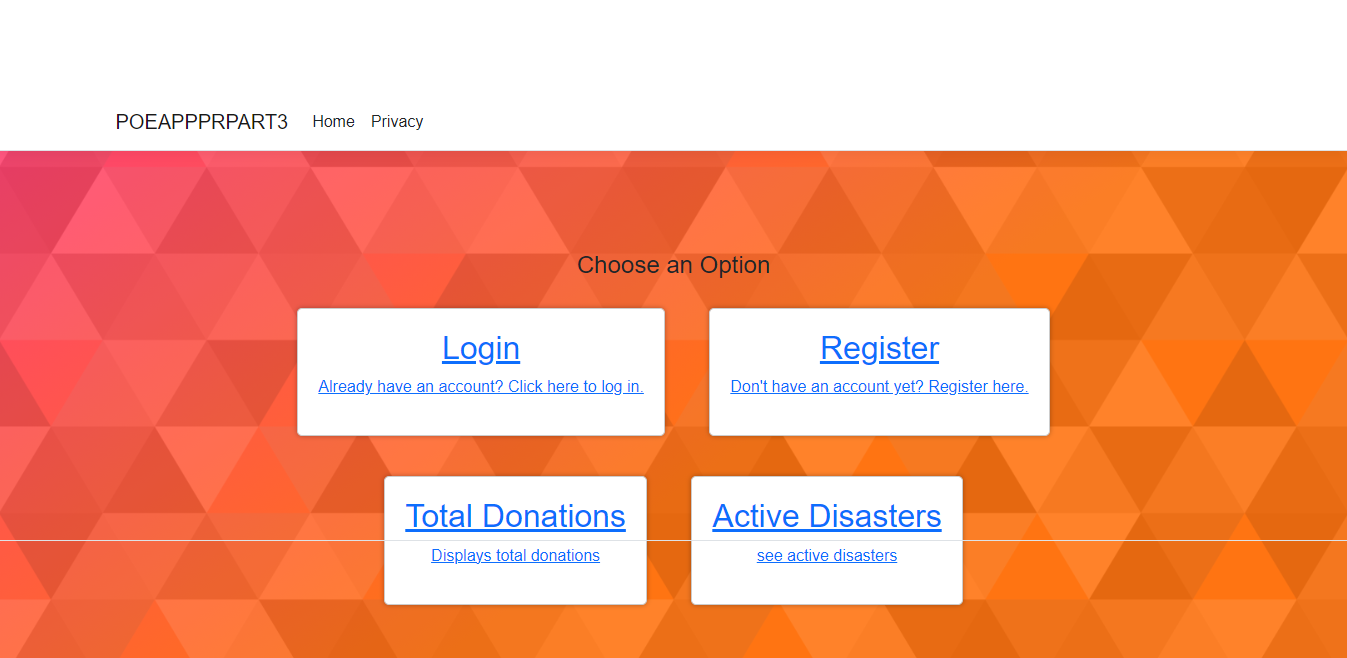 POEAPPPRPART3 Home Privacy
Choose an Option
Login
Already have an account? Click here to log in.
Register
Don't have an account yet? Register here.
Total Donations
Displays total donations
Active Disasters
see active disasters